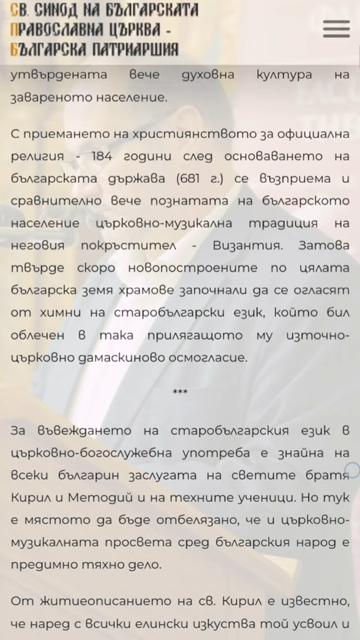 СВ. СИНОД НА БЪЛГАРСКАТА
ПРАВОСЛАВНА ЦЪРКВА -
БЪЛГАРСКА ПАТРИАРШИЯ
утвърдената вече духовна култура на
завареното население.
С приемането на християнството за официална
религия - 184 години след основаването на
българската държава (681 г.) се възприема и
сравнително вече познатата на българското
население църковно-музикална традиция на
неговия покръстител - Византия. Затова
твърде скоро новопостроените по цялата
българска земя храмове започнали да се огласят
от химни на старобългарски език, който бил
облечен в така прилягащото му източно-
църковно дамаскиново осмогласие.
***
За въвеждането на старобългарския език в
църковно-богослужебна употреба е знайна на
всеки българин заслугата на светите братя
Кирил и Методий и на техните ученици. Но тук
е мястото да бъде отбелязано, че и църковно-
музикалната просвета сред българския народ е
предимно тяхно дело.
От житиеописанието на св. Кирил е известно,
че наред с всички елински изкуства той усвоил и